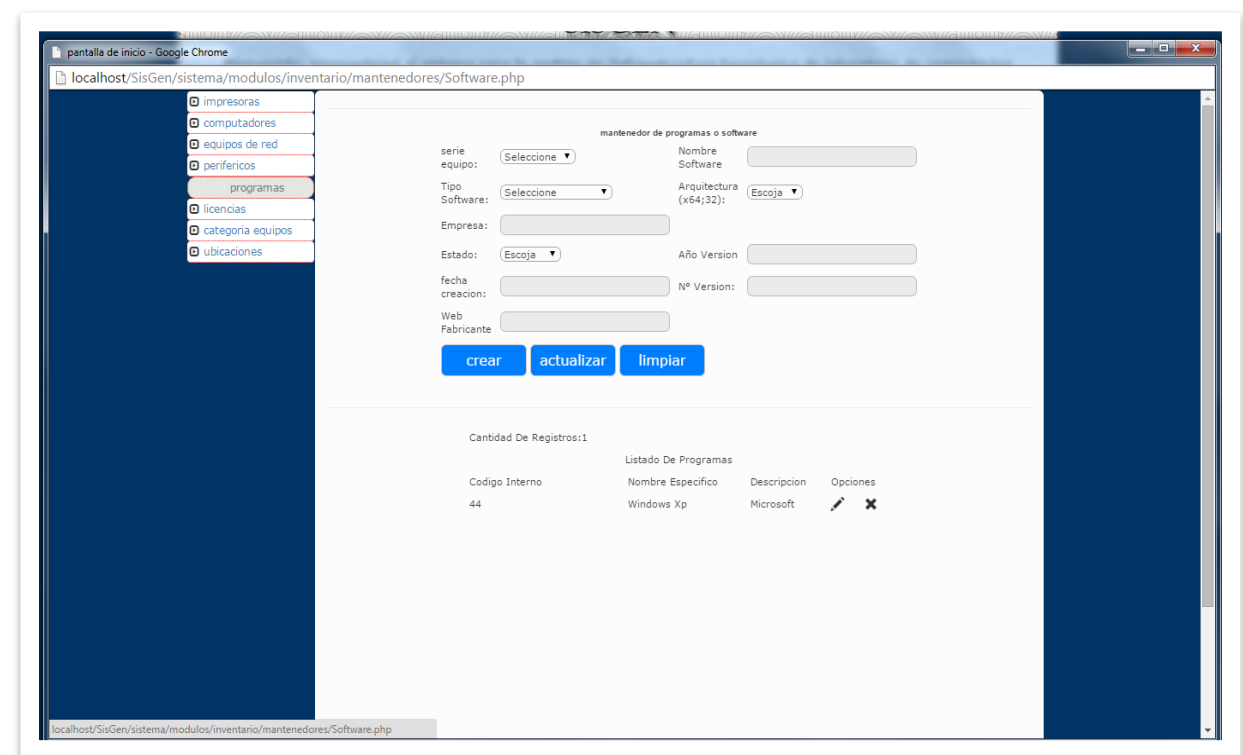 pantalla de inicio - Google Chrome
localhost/SisGen/sistema/modulos/inventario/mantenedores/Software.php
impresoras
computadores
equipos de red
perifericos
programas
licencias
categoria equipos
ubicaciones
mantenedor de programas o software
serie equipo: Seleccione Nombre Software
Tipo Software: Seleccione Arquitectura (x64;32): Escoja
Empresa:
Estado: Escoja Año Version
fecha creacion: Nº Version:
Web Fabricante
crear actualizar limpiar
Cantidad De Registros:1
Listado De Programas
Codigo Interno Nombre Especifico Descripcion Opciones
44 Windows Xp Microsoft
localhost/SisGen/sistema/modulos/inventario/mantenedores/Software.php